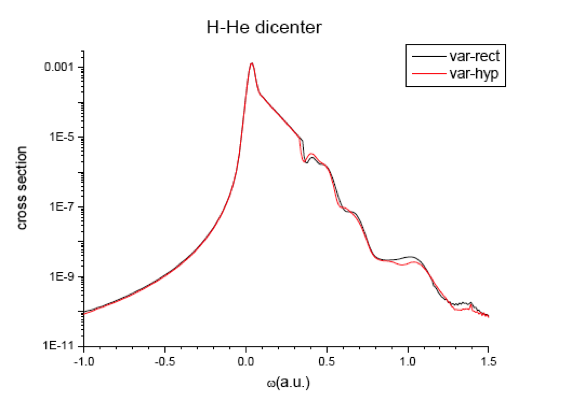 H-He dicenter
var-rect
var-hyp
0.001
1E-5
1E-7
1E-9
1E-11
cross section
-1.0 -0.5 0.0 0.5 1.0 1.5
ω(a.u.)